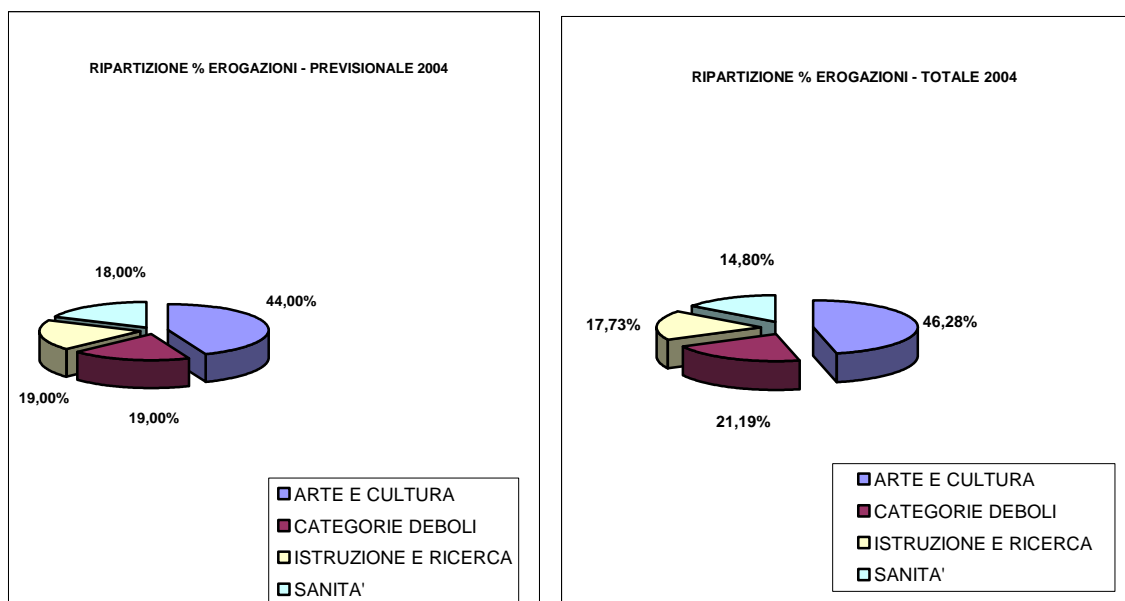 RIPARTIZIONE % EROGAZIONI - PREVISIONALE 2004
18,00%
44,00%
19,00%
19,00%
ARTE E CULTURA
CATEGORIE DEBOLI
ISTRUZIONE E RICERCA
SANITA'
RIPARTIZIONE % EROGAZIONI - TOTALE 2004
14,80%
17,73%
46,28%
21,19%
ARTE E CULTURA
CATEGORIE DEBOLI
ISTRUZIONE E RICERCA
SANITA'